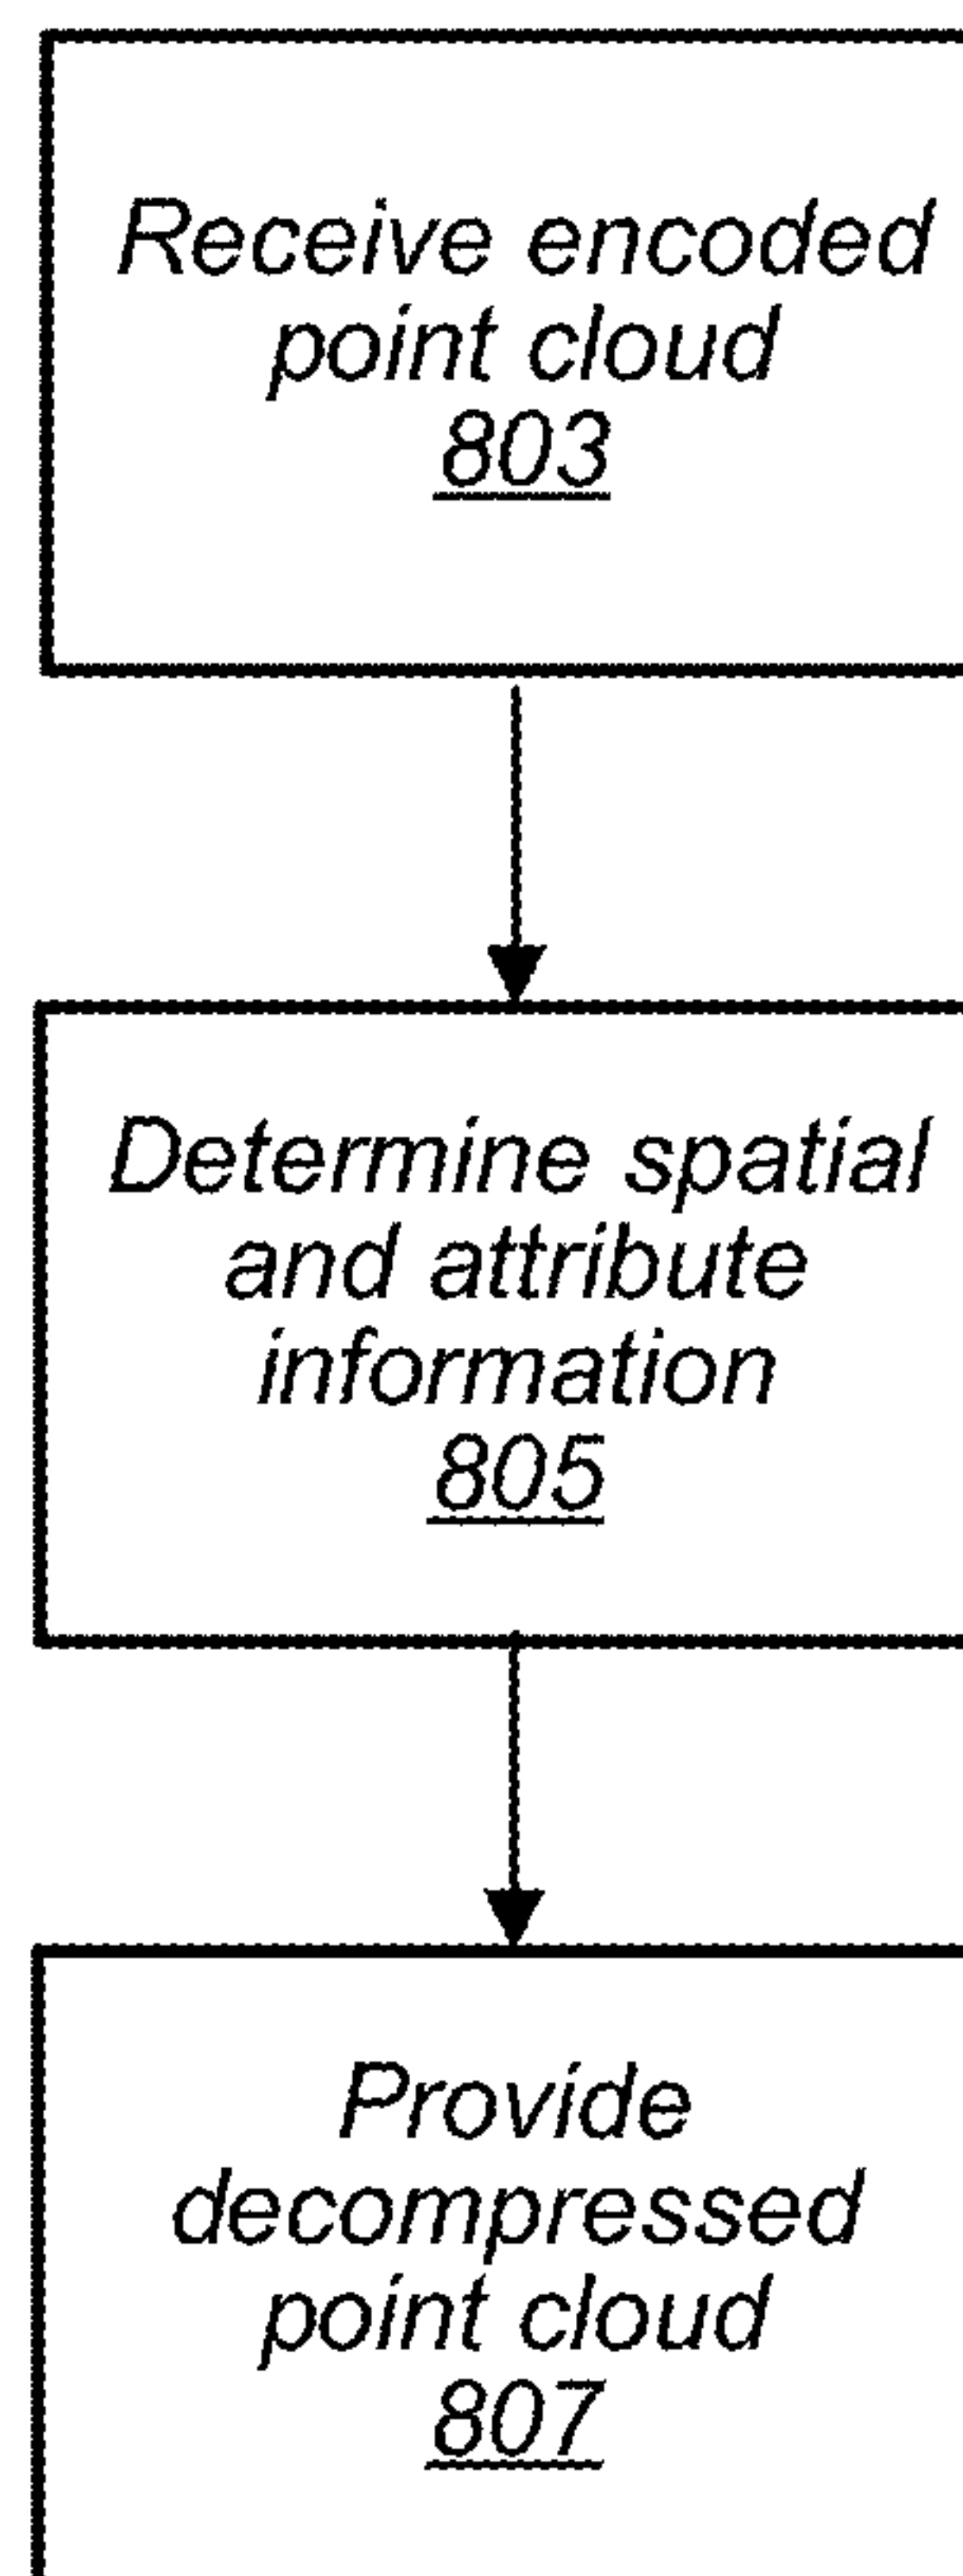 Receive encoded
point cloud
803
Determine spatial
and attribute
information
805
Provide
decompressed
point cloud
807